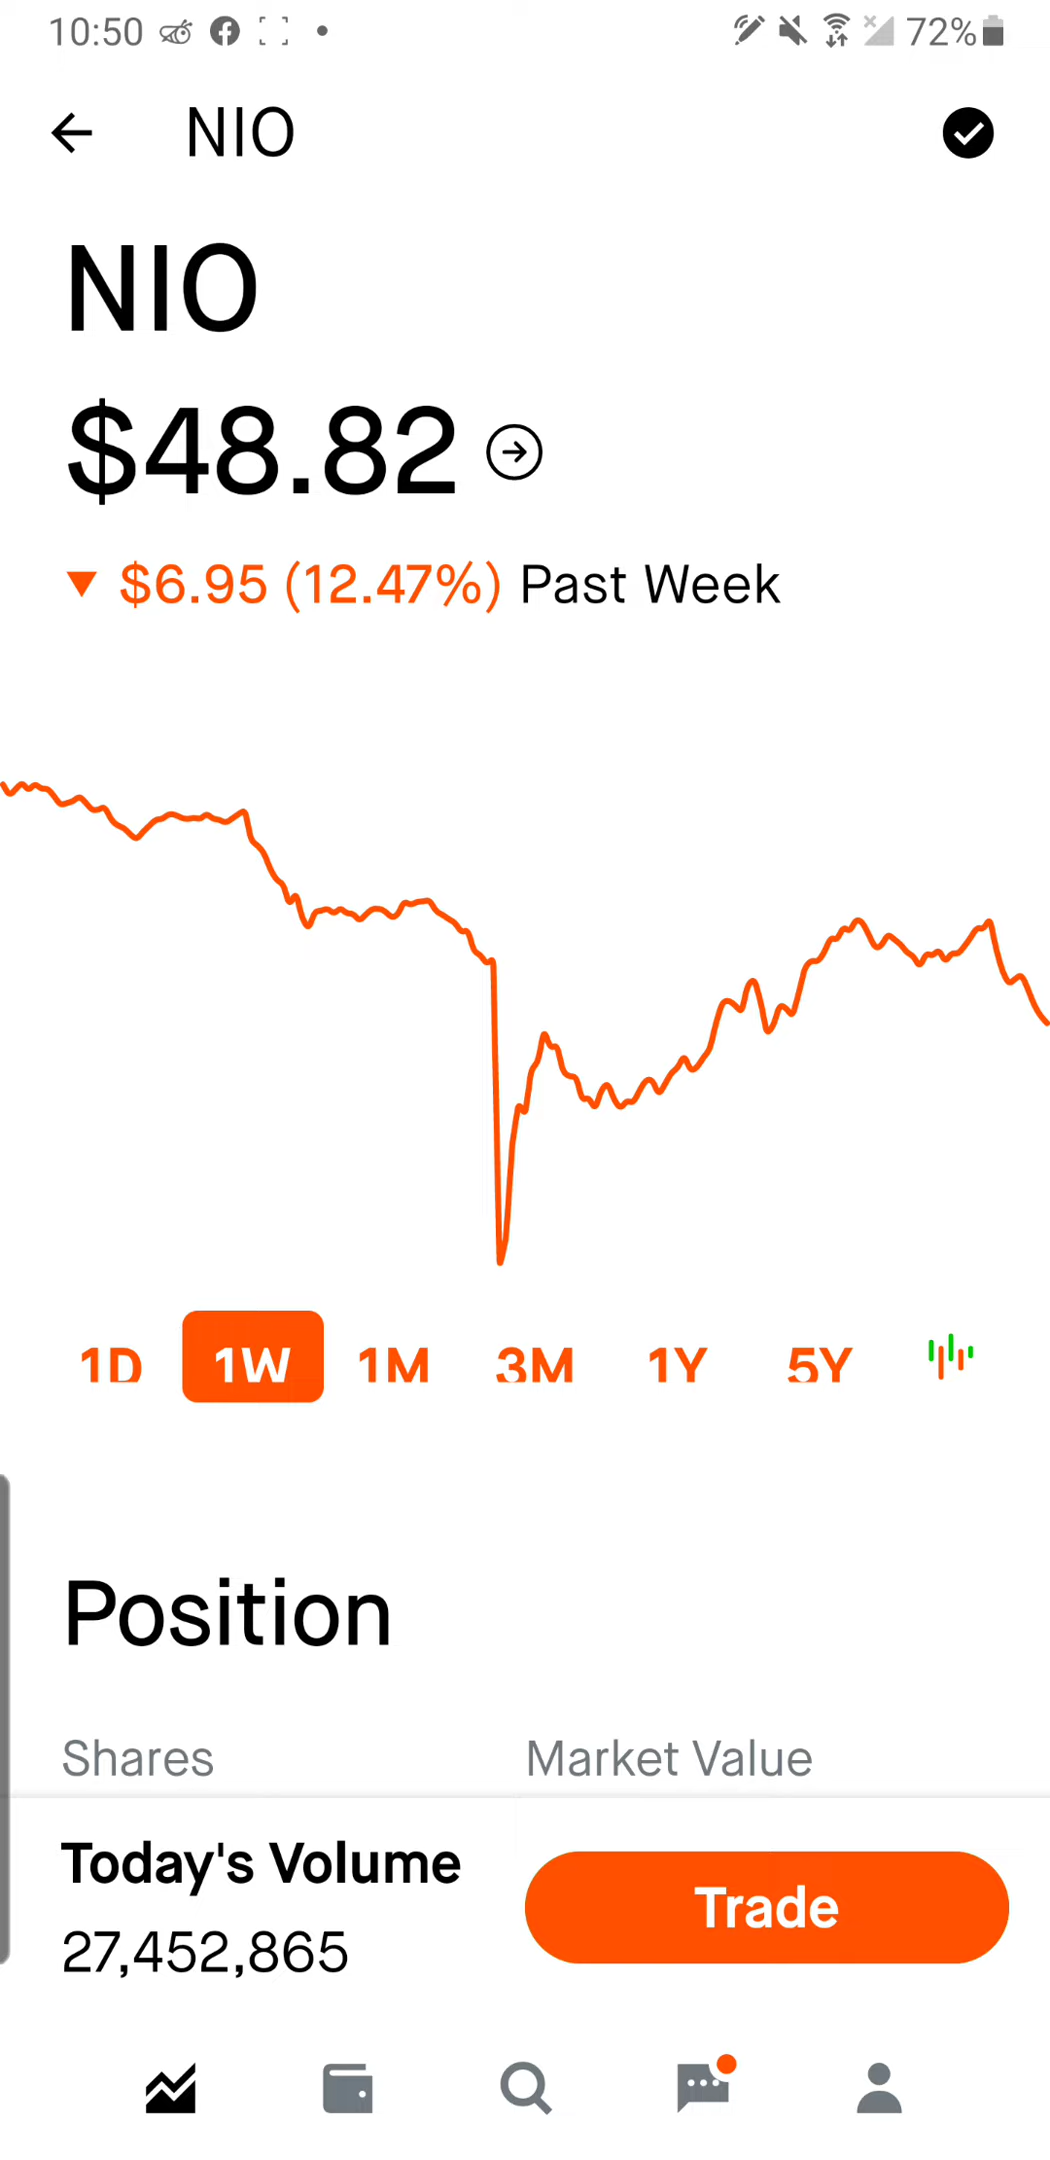 10:50 72%
NIO
NIO
$48.82
$6.95 (12.47%) Past Week
1D 1W 1M 3M 1Y 5Y
Position
Shares Market Value
Today's Volume
27,452,865
Trade